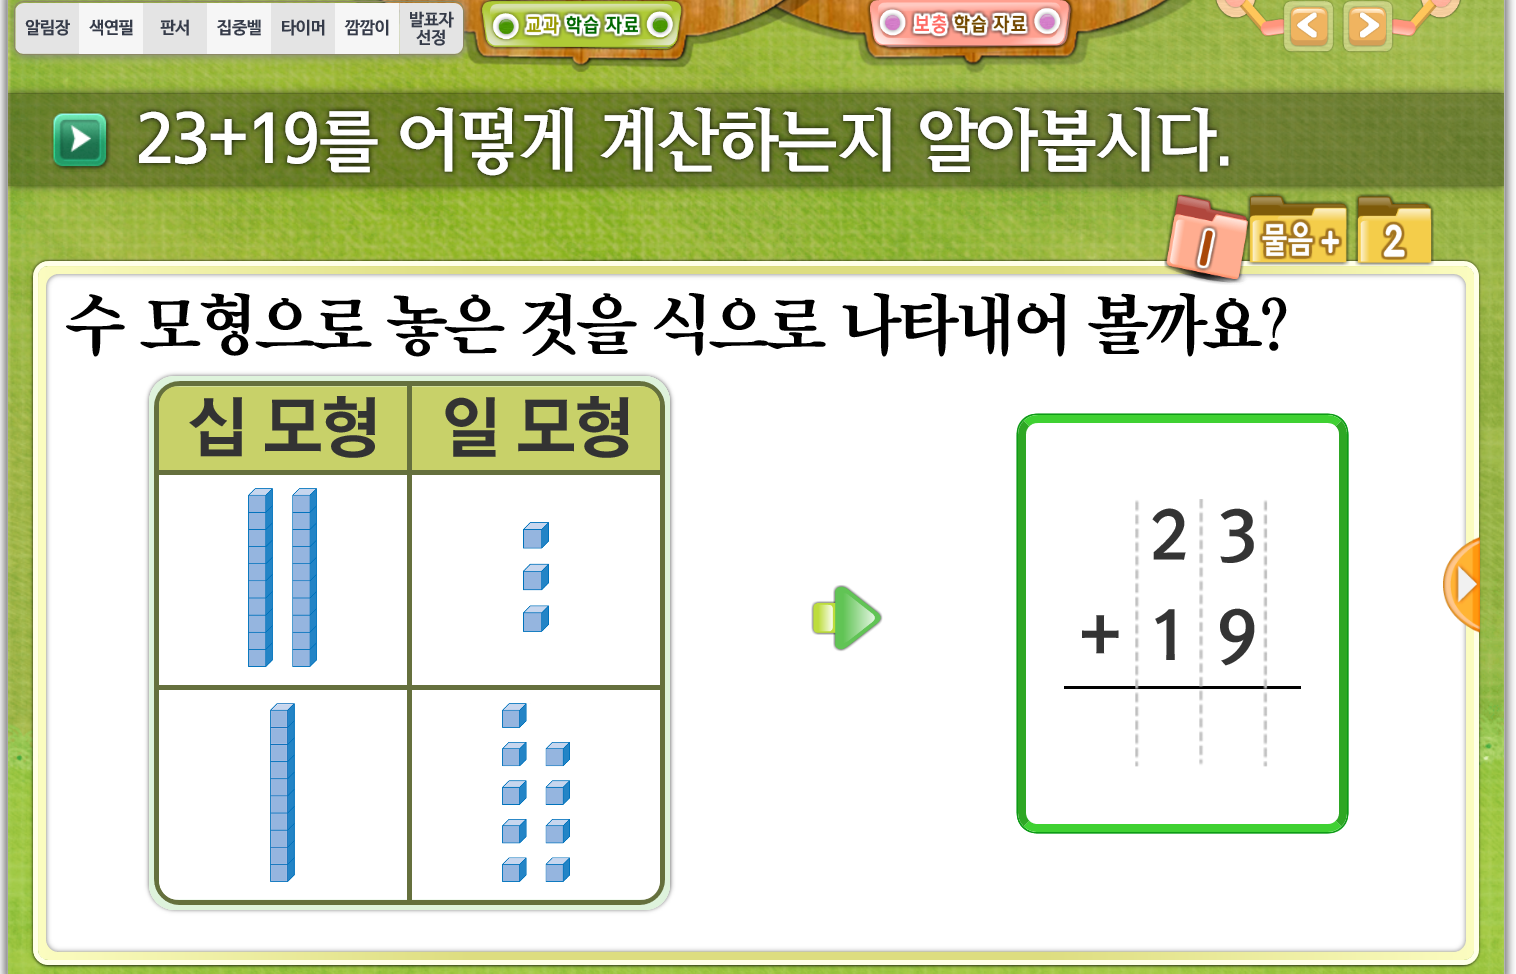 알림장 색연필 판서 집중벨 타이머 깜깜이 발표자 선정
교과 학습 자료
보충 학습 자료
23+19를 어떻게 계산하는지 알아봅시다.
1 물음+ 2
수 모형으로 놓은 것을 식으로 나타내어 볼까요?
십 모형 일 모형
2 3
+ 1 9